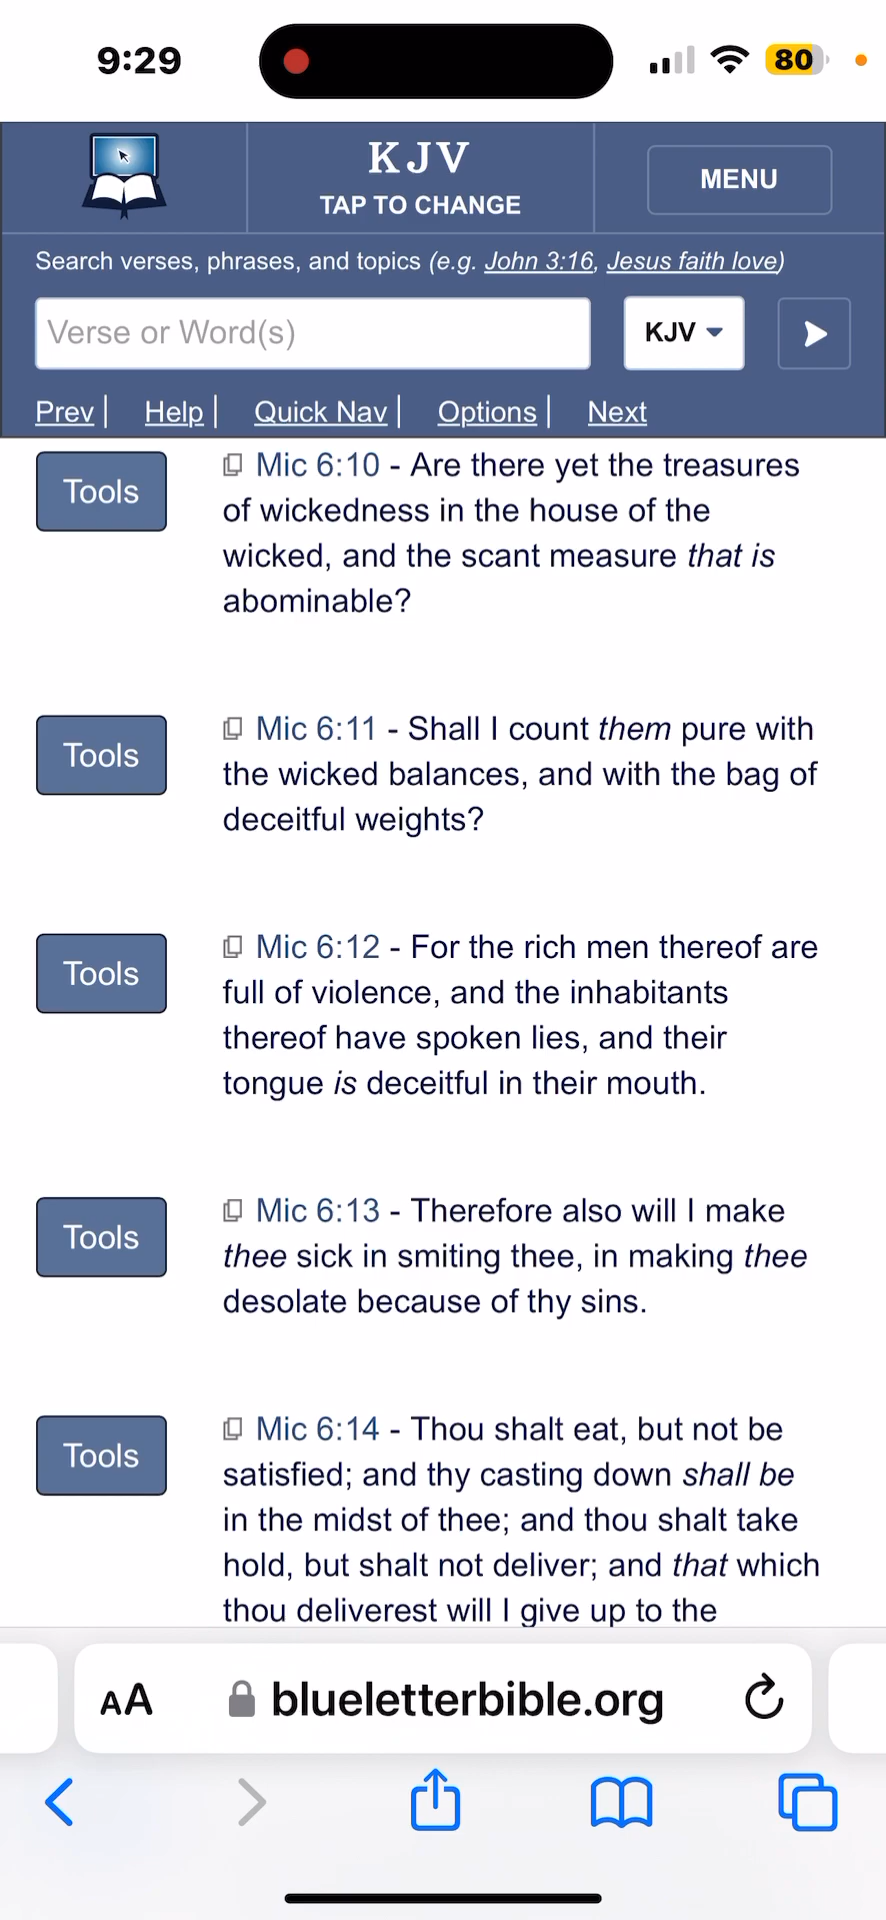 9:29
80
KJV
TAP TO CHANGE
MENU
Search verses, phrases, and topics (e.g. John 3:16, Jesus faith love)
Verse or Word(s)
KJV
Prev| Help| Quick Nav| Options| Next
Tools
Mic 6:10 - Are there yet the treasures
of wickedness in the house of the
wicked, and the scant measure that is
abominable?
Tools
Mic 6:11 - Shall I count them pure with
the wicked balances, and with the bag of
deceitful weights?
Tools
Mic 6:12 - For the rich men thereof are
full of violence, and the inhabitants
thereof have spoken lies, and their
tongue is deceitful in their mouth.
Tools
Mic 6:13 - Therefore also will I make
thee sick in smiting thee, in making thee
desolate because of thy sins.
Tools
Mic 6:14 - Thou shalt eat, but not be
satisfied; and thy casting down shall be
in the midst of thee; and thou shalt take
hold, but shalt not deliver; and that which
thou deliverest will I give up to the
AA blueletterbible.org